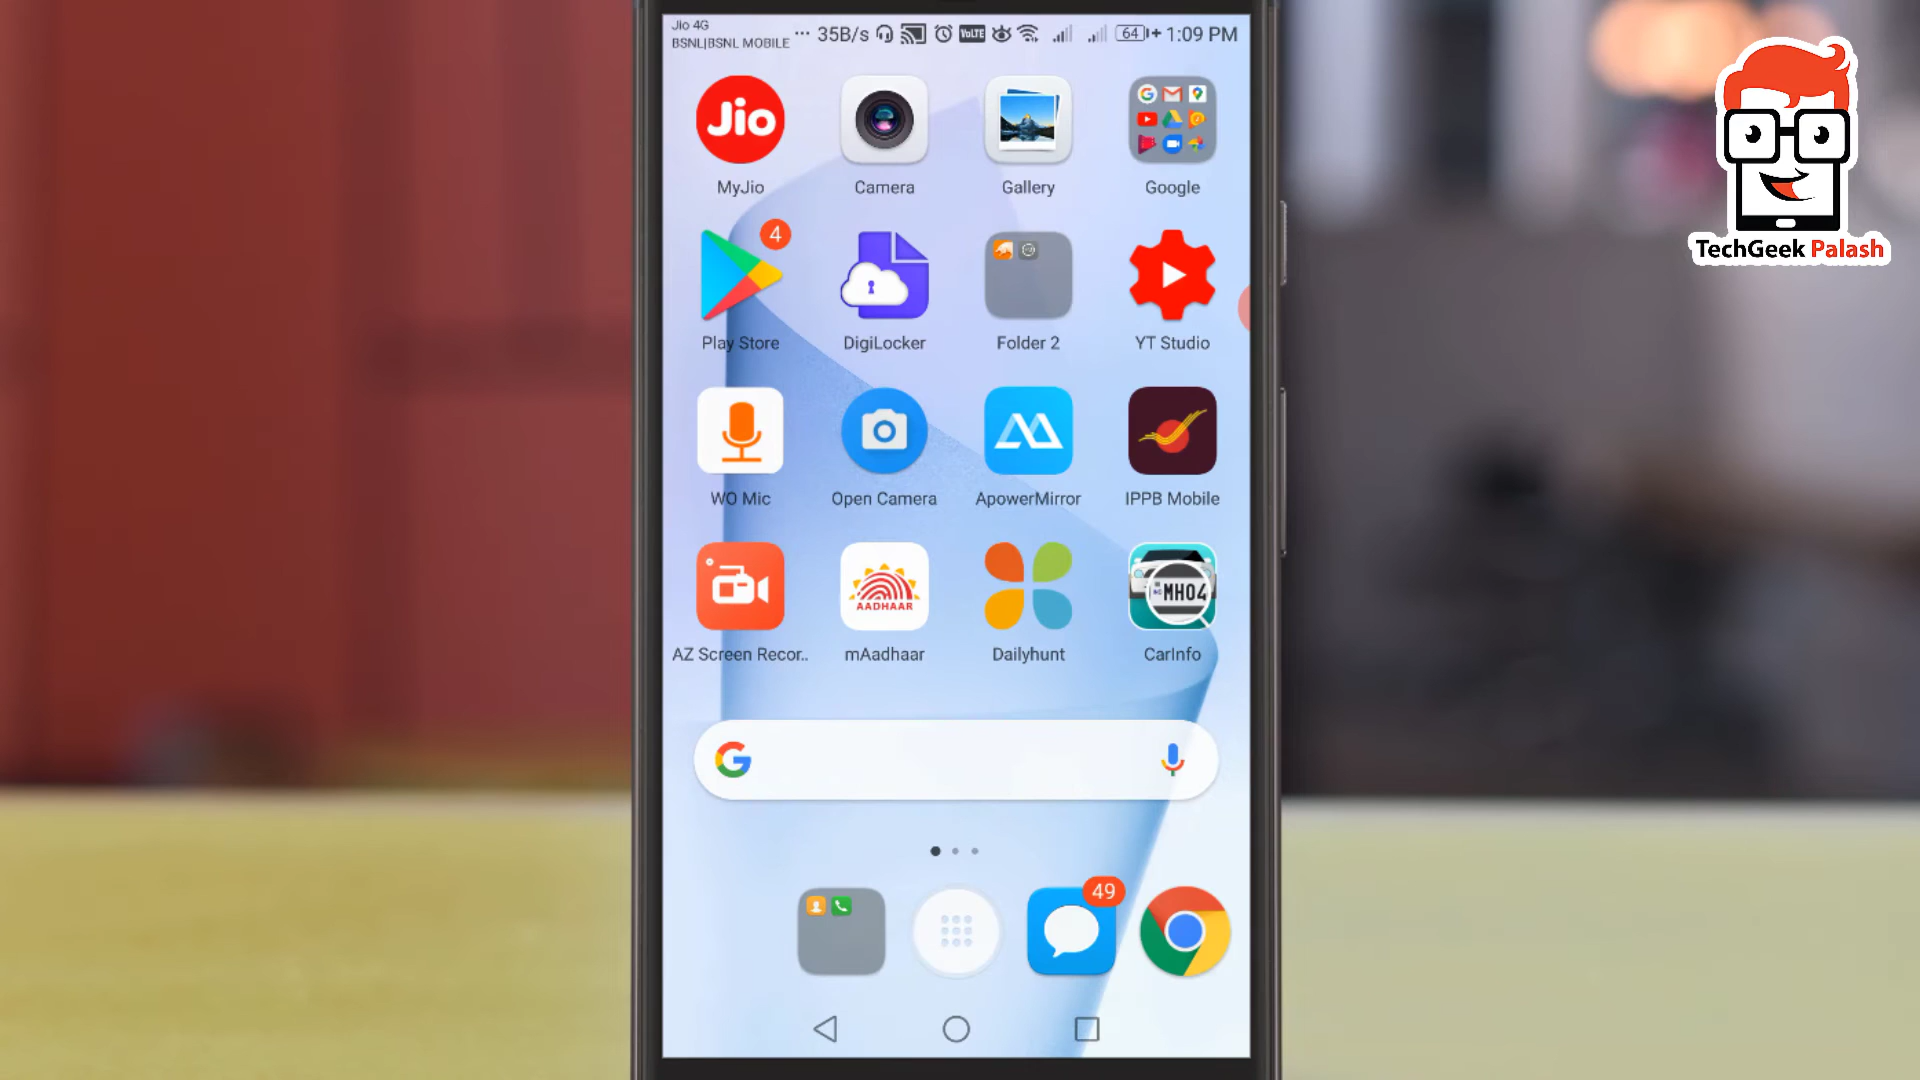 Jio 4G
BSNL|BSNL MOBILE ··· 35B/s VoLTE 64 1:09 PM
Jio
MyJio Camera Gallery Google
4
Play Store DigiLocker Folder 2 YT Studio
WO Mic Open Camera ApowerMirror IPPB Mobile
AADHAAR
MH04
AZ Screen Recor.. mAadhaar Dailyhunt CarInfo
49
TechGeek Palash